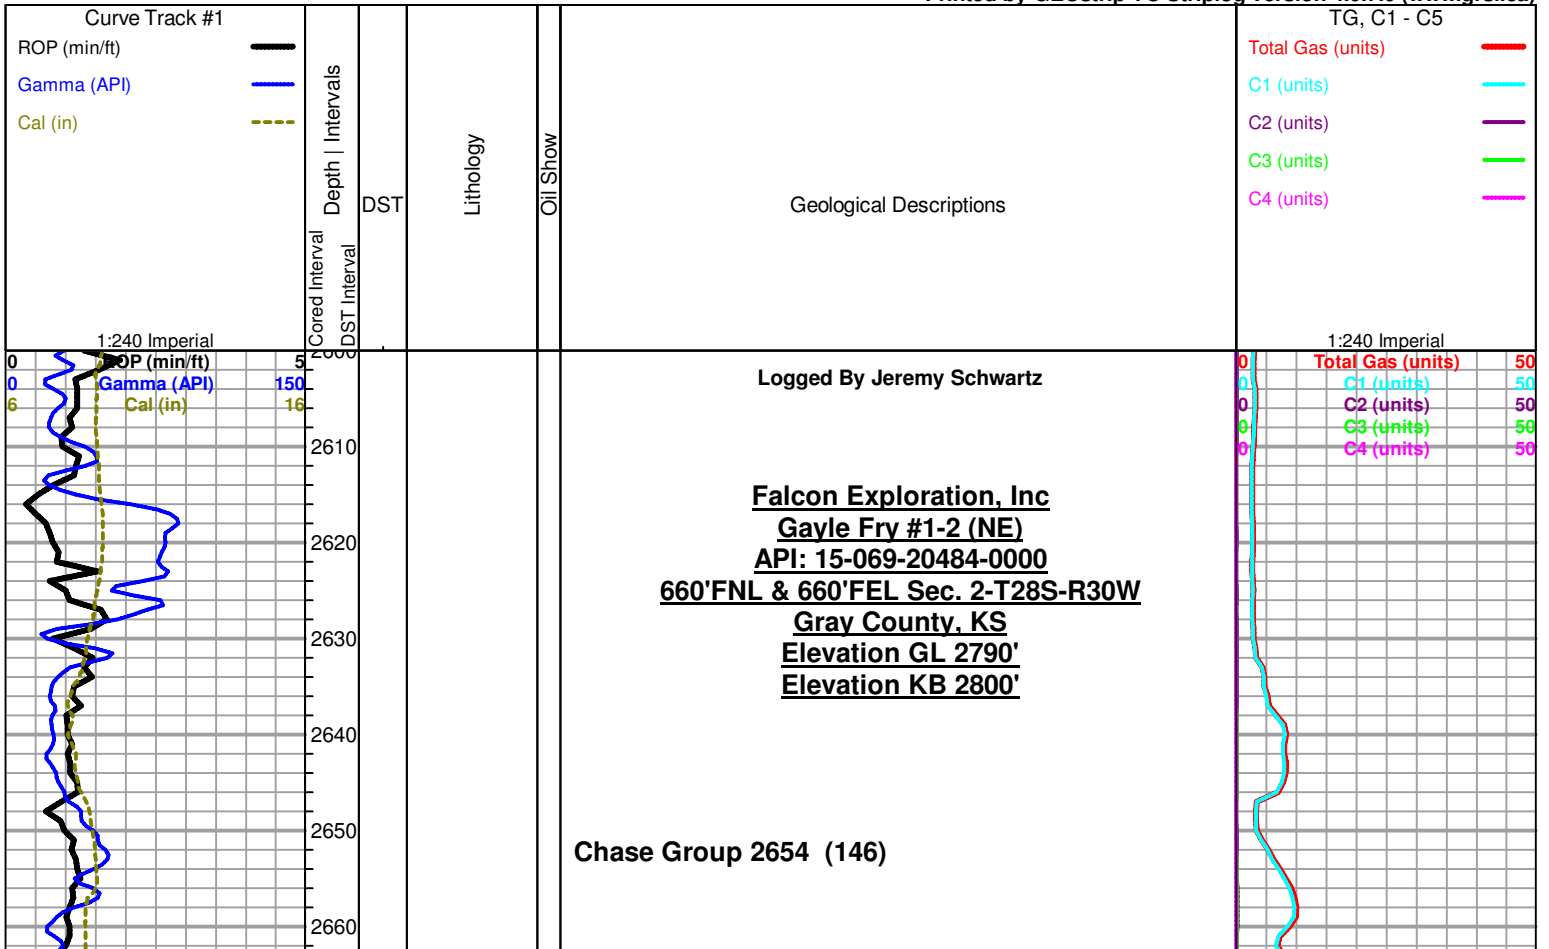 Curve Track #1
ROP (min/ft)
Gamma (API)
Cal (in)
1:240 Imperial
Depth | Intervals
Cored Interval
DST Interval
DST
Lithology
Oil Show
Geological Descriptions
TG, C1 - C5
Total Gas (units)
C1 (units)
C2 (units)
C3 (units)
C4 (units)
1:240 Imperial
0 ROP (min/ft) 5
0 Gamma (API) 150
6 Cal (in) 16
2600
2610
2620
2630
2640
2650
2660
Logged By Jeremy Schwartz
Falcon Exploration, Inc
Gayle Fry #1-2 (NE)
API: 15-069-20484-0000
660'FNL & 660'FEL Sec. 2-T28S-R30W
Gray County, KS
Elevation GL 2790'
Elevation KB 2800'
Chase Group 2654 (146)
0 Total Gas (units) 50
0 C1 (units) 50
0 C2 (units) 50
0 C3 (units) 50
0 C4 (units) 50